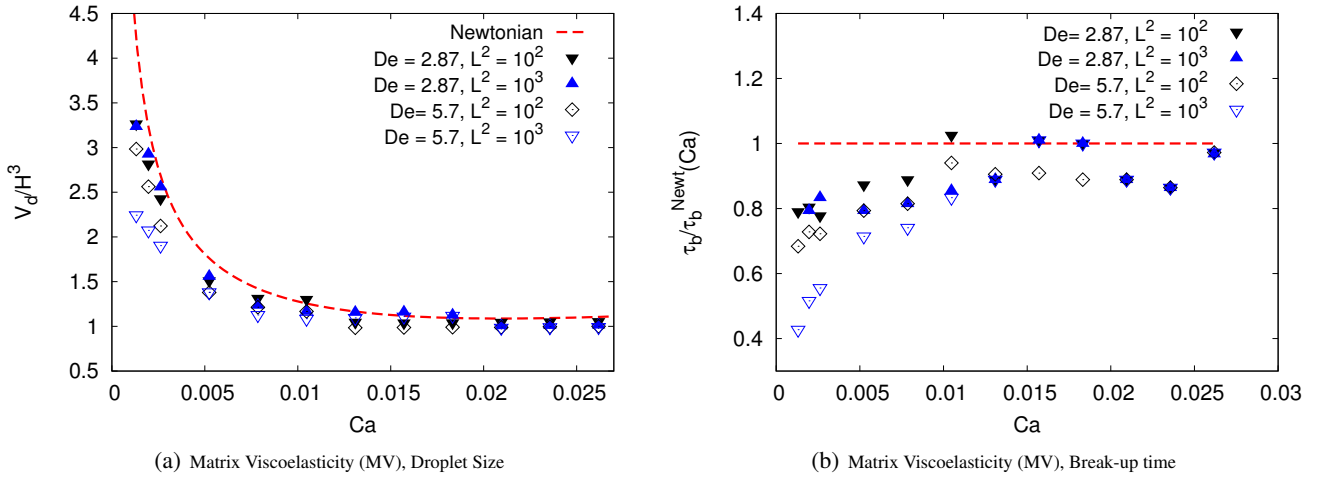 4.5
4
3.5
3
2.5
2
1.5
1
0.5
0
0.005
0.01
0.015
0.02
0.025
V_d/H^3
Ca
Newtonian
De = 2.87, L^2 = 10^2
De = 2.87, L^2 = 10^3
De= 5.7, L^2 = 10^2
De = 5.7, L^2 = 10^3
(a) Matrix Viscoelasticity (MV), Droplet Size
1.4
1.2
1
0.8
0.6
0.4
0
0.005
0.01
0.015
0.02
0.025
0.03
τ_b/τ_b^Newt(Ca)
Ca
De= 2.87, L^2 = 10^2
De = 2.87, L^2 = 10^3
De= 5.7, L^2 = 10^2
De = 5.7, L^2 = 10^3
(b) Matrix Viscoelasticity (MV), Break-up time